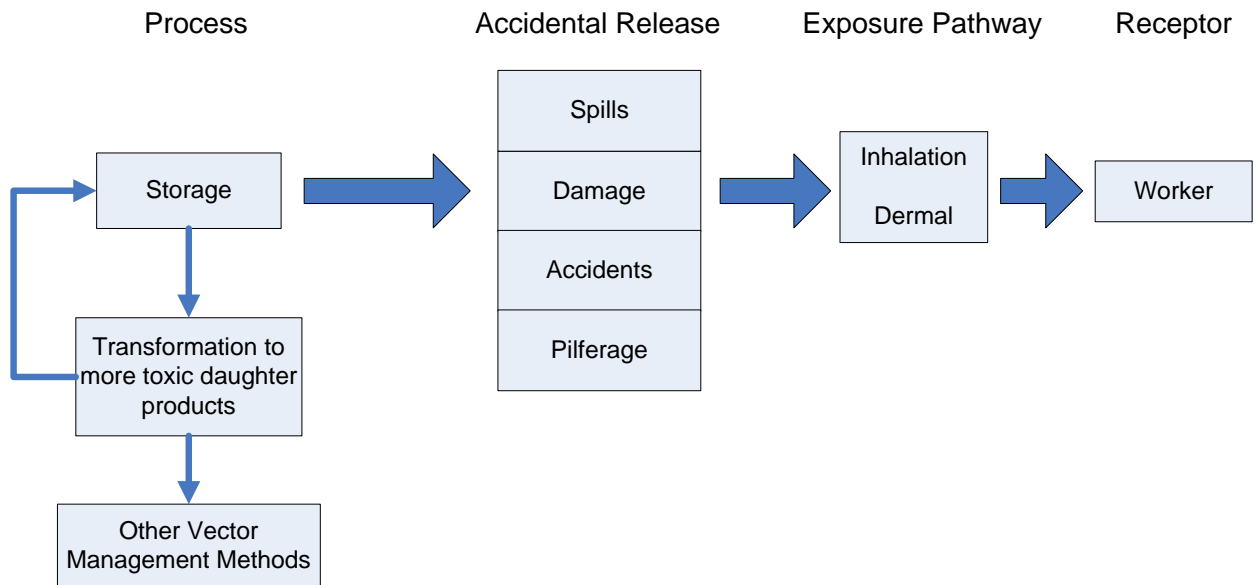 Process
Accidental Release
Exposure Pathway
Receptor
Storage
Transformation to
more toxic daughter
products
Other Vector
Management Methods
Spills
Damage
Accidents
Pilferage
Inhalation
Dermal
Worker